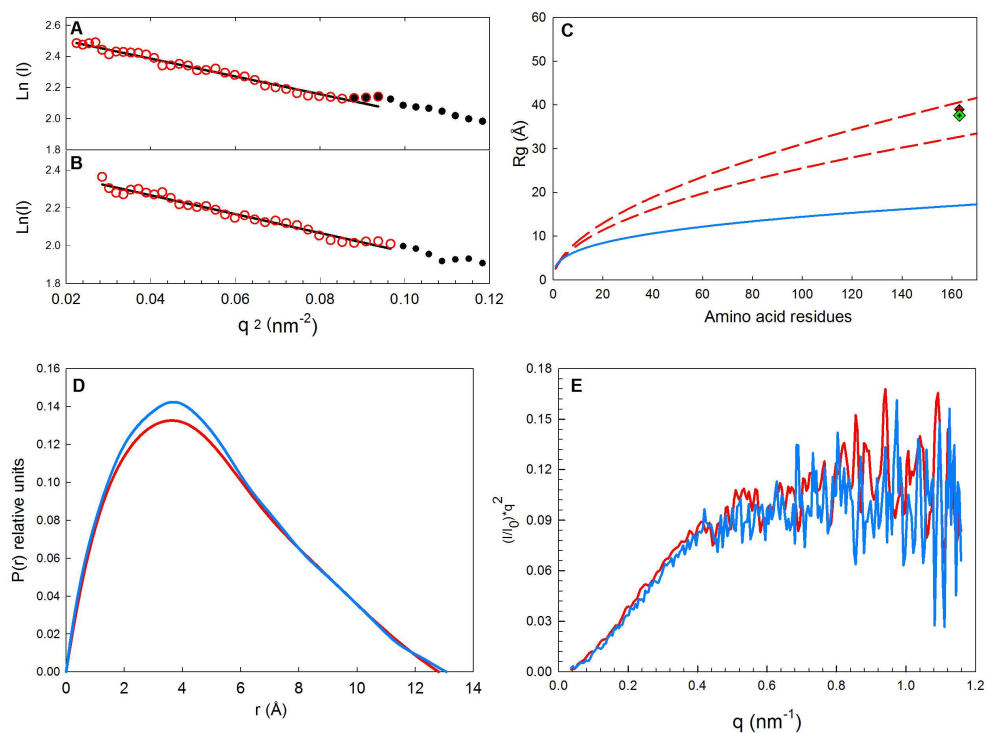 A
Ln (I)
2.6
2.4
2.2
2.0
1.8
B
Ln(I)
2.4
2.2
2.0
1.8
0.02 0.04 0.06 0.08 0.10 0.12
q 2 (nm-2)
C
Rg (Å)
60
50
40
30
20
10
0
0 20 40 60 80 100 120 140 160
Amino acid residues
D
P(r) relative units
0.16
0.14
0.12
0.10
0.08
0.06
0.04
0.02
0.00
0 2 4 6 8 10 12 14
r (Å)
E
(I/I0)*q2
0.18
0.15
0.12
0.09
0.06
0.03
0.00
0.0 0.2 0.4 0.6 0.8 1.0 1.2
q (nm-1)